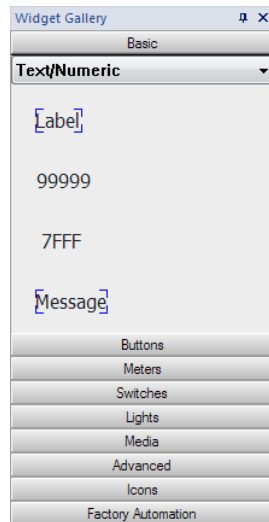 Widget Gallery
Basic
Text/Numeric
Label
99999
7FFF
Message
Buttons
Meters
Switches
Lights
Media
Advanced
Icons
Factory Automation